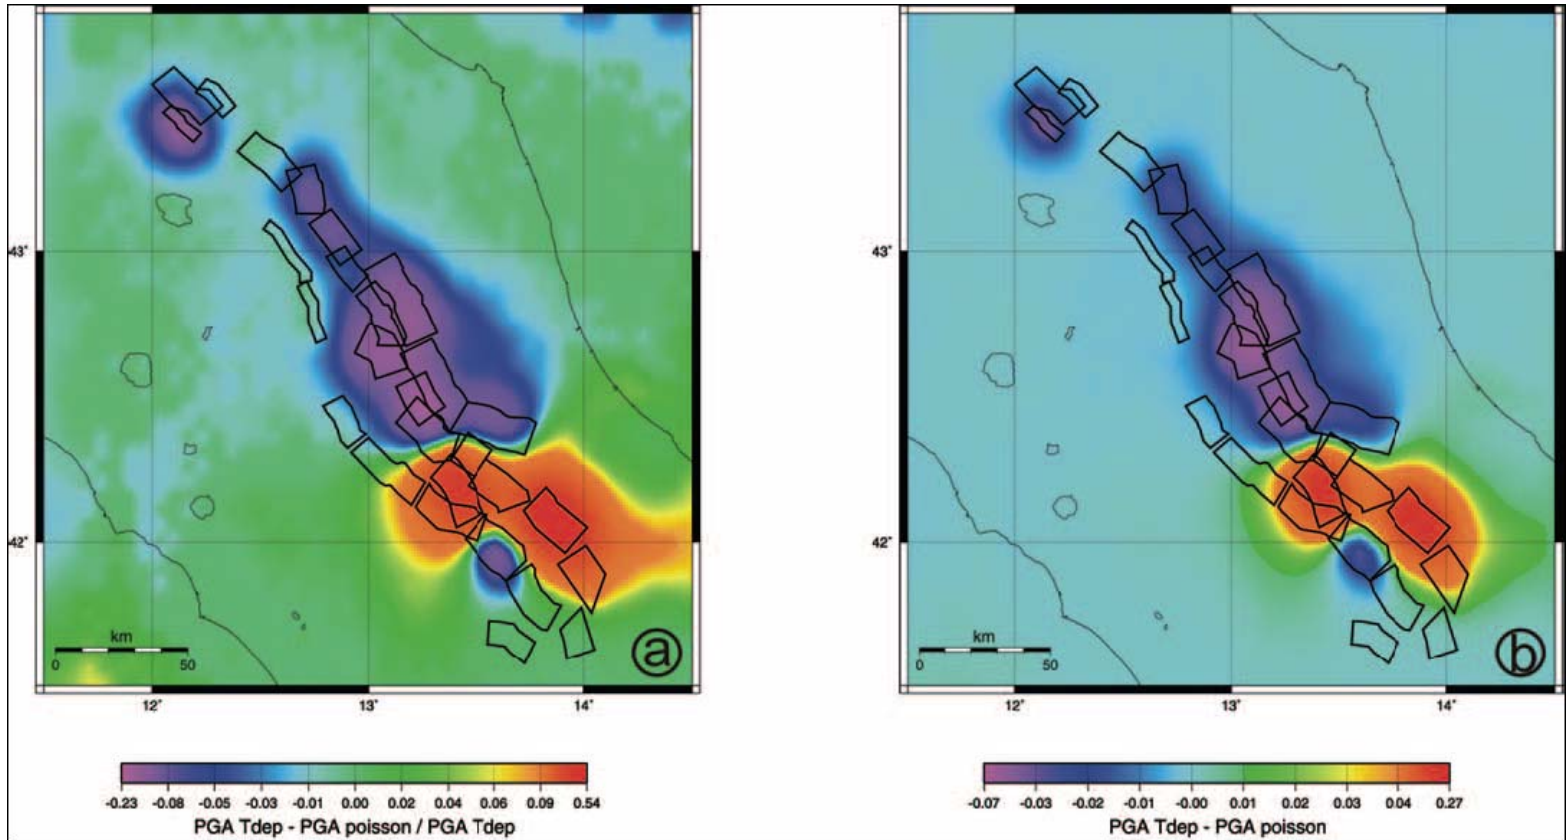 43°
42°
km
0 50
a
12° 13° 14°
-0.23 -0.08 -0.05 -0.03 -0.01 0.00 0.02 0.04 0.06 0.09 0.54
PGA Tdep - PGA poisson / PGA Tdep
43°
42°
km
0 50
b
12° 13° 14°
-0.07 -0.03 -0.02 -0.01 -0.00 0.01 0.02 0.03 0.04 0.27
PGA Tdep - PGA poisson